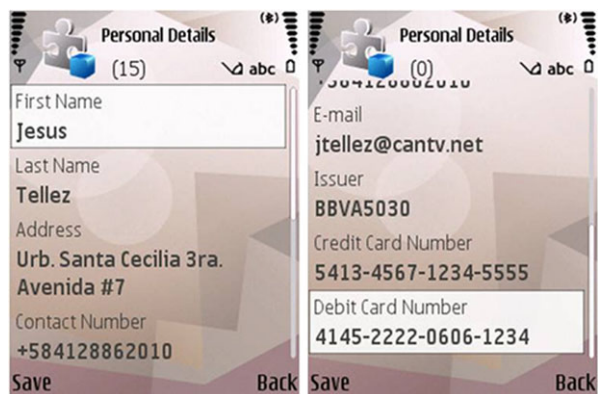 Personal Details
(15)
abc
First Name
Jesus
Last Name
Tellez
Address
Urb. Santa Cecilia 3ra.
Avenida #7
Contact Number
+584128862010
Save Back
Personal Details
(0)
abc
+584128862010
E-mail
jtellez@cantv.net
Issuer
BBVA5030
Credit Card Number
5413-4567-1234-5555
Debit Card Number
4145-2222-0606-1234
Save Back